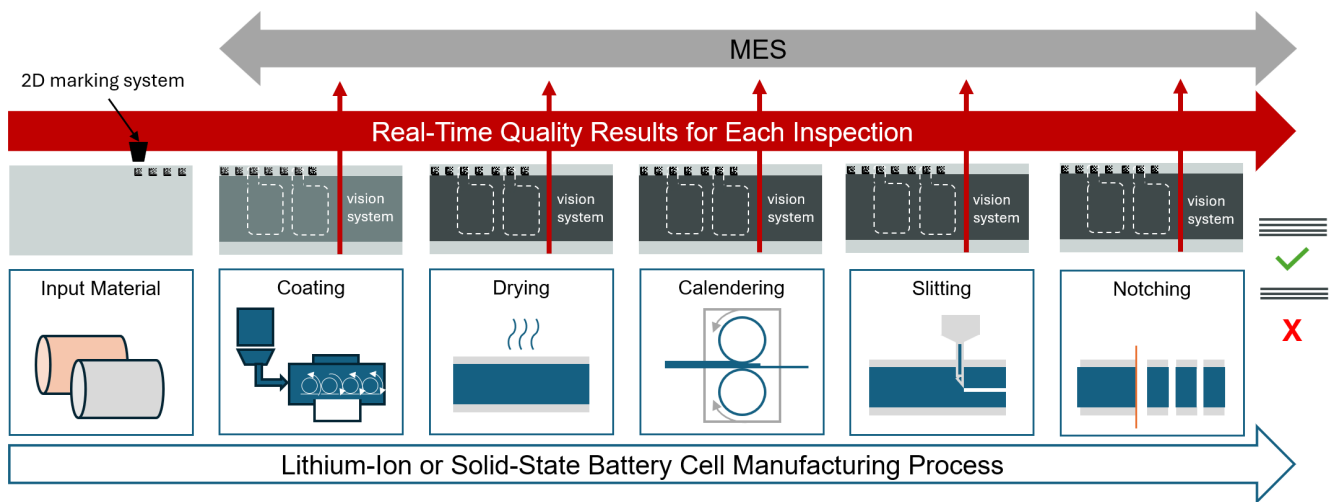 MES
2D marking system
Real-Time Quality Results for Each Inspection
vision
system
vision
system
vision
system
vision
system
vision
system
Input Material
Coating
Drying
Calendering
Slitting
Notching
X
Lithium-Ion or Solid-State Battery Cell Manufacturing Process